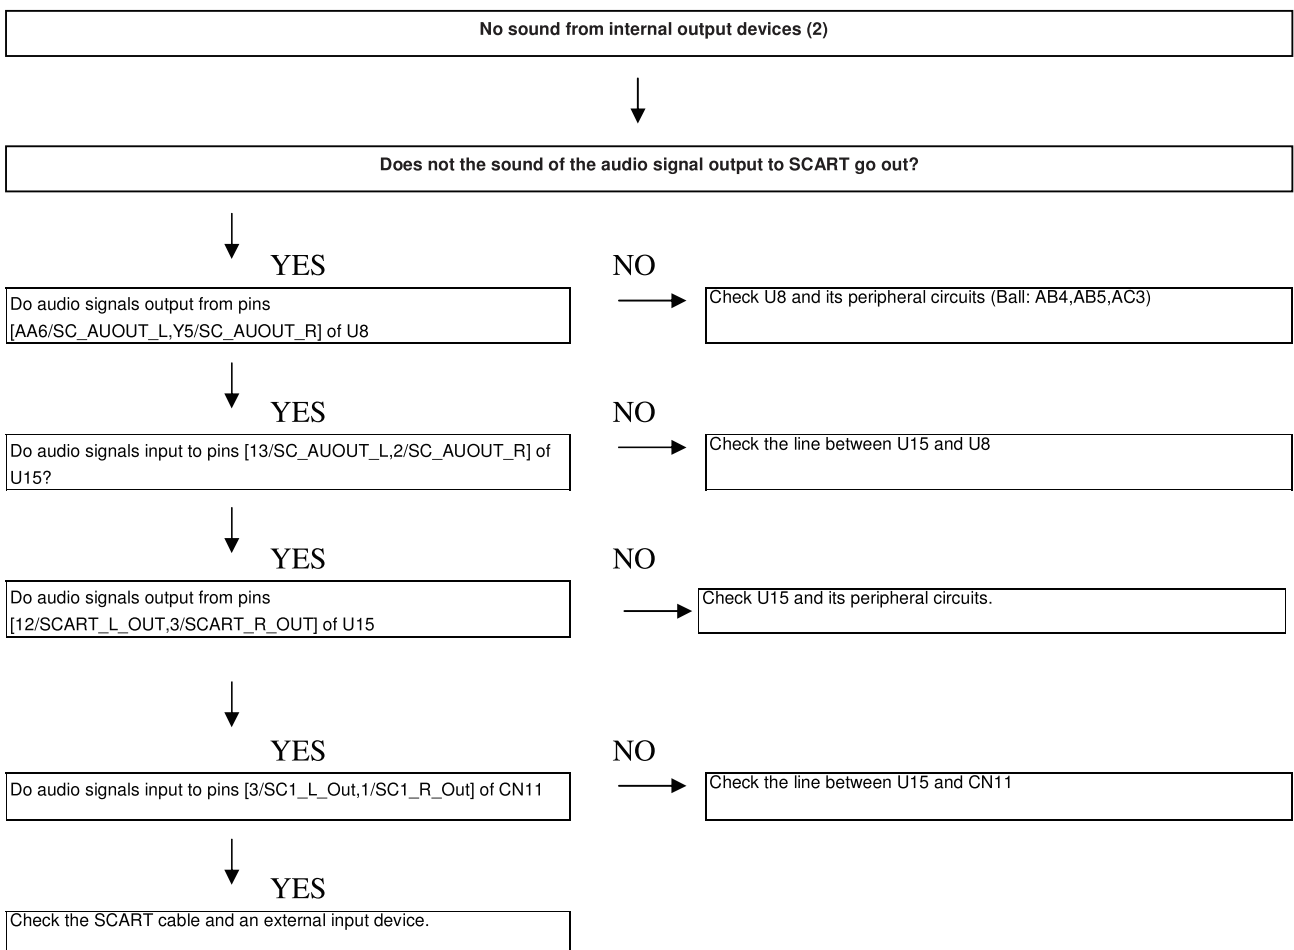 No sound from internal output devices (2)
Does not the sound of the audio signal output to SCART go out?
YES
NO
Do audio signals output from pins
[AA6/SC_AUOUT_L,Y5/SC_AUOUT_R] of U8
Check U8 and its peripheral circuits (Ball: AB4,AB5,AC3)
YES
NO
Do audio signals input to pins [13/SC_AUOUT_L,2/SC_AUOUT_R] of
U15?
Check the line between U15 and U8
YES
NO
Do audio signals output from pins
[12/SCART_L_OUT,3/SCART_R_OUT] of U15
Check U15 and its peripheral circuits.
YES
NO
Do audio signals input to pins [3/SC1_L_Out,1/SC1_R_Out] of CN11
Check the line between U15 and CN11
YES
Check the SCART cable and an external input device.